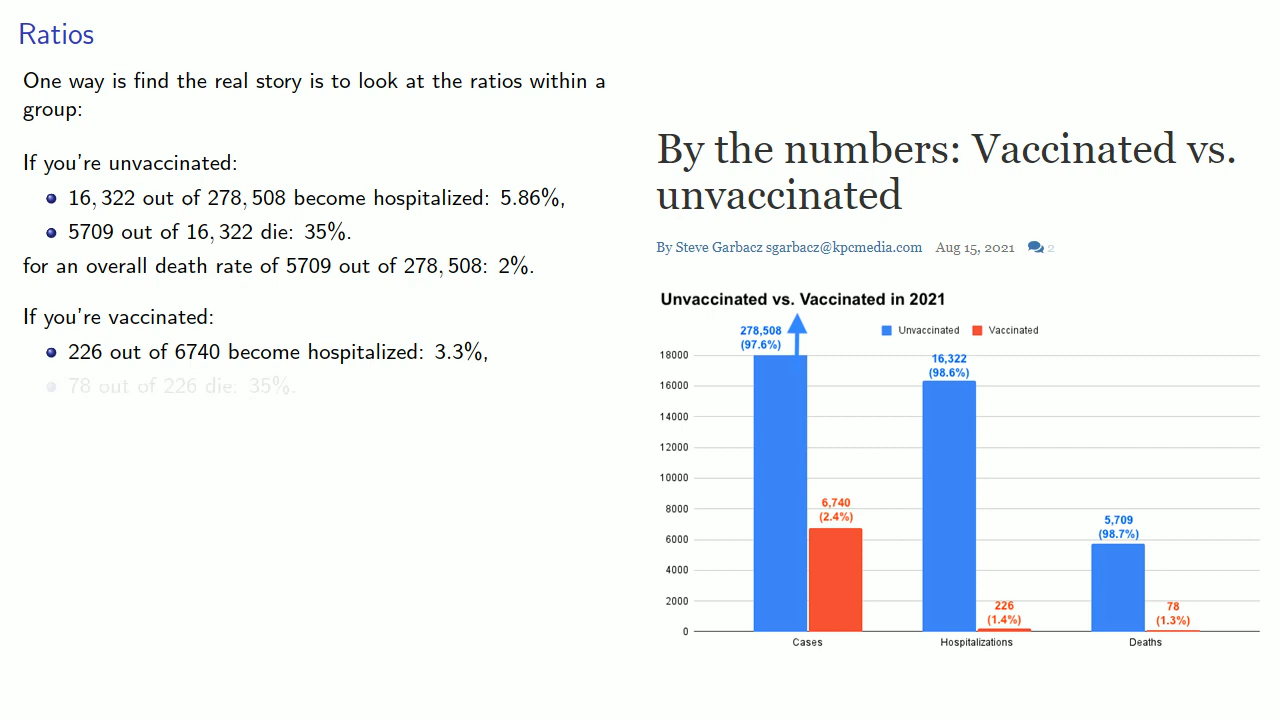 Ratios
One way is find the real story is to look at the ratios within a
group:
If you're unvaccinated:
16,322 out of 278,508 become hospitalized: 5.86%,
5709 out of 16,322 die: 35%.
for an overall death rate of 5709 out of 278,508: 2%.
If you're vaccinated:
226 out of 6740 become hospitalized: 3.3%,
78 out of 226 die: 35%.
By the numbers: Vaccinated vs.
unvaccinated
By Steve Garbacz sgarbacz@kpcmedia.com Aug 15, 2021 2
Unvaccinated vs. Vaccinated in 2021
Unvaccinated Vaccinated
278,508
(97.6%)
6,740
(2.4%)
16,322
(98.6%)
226
(1.4%)
5,709
(98.7%)
78
(1.3%)
18000
16000
14000
12000
10000
8000
6000
4000
2000
0
Cases Hospitalizations Deaths